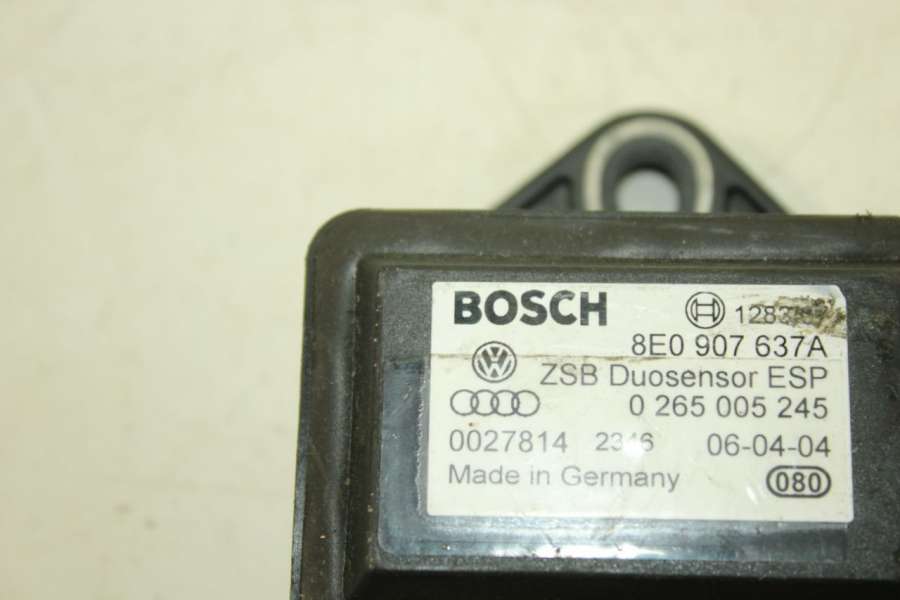 BOSCH
8E0 907 637A
ZSB Duosensor ESP
0 265 005 245
0027814 06-04-04
Made in Germany 080